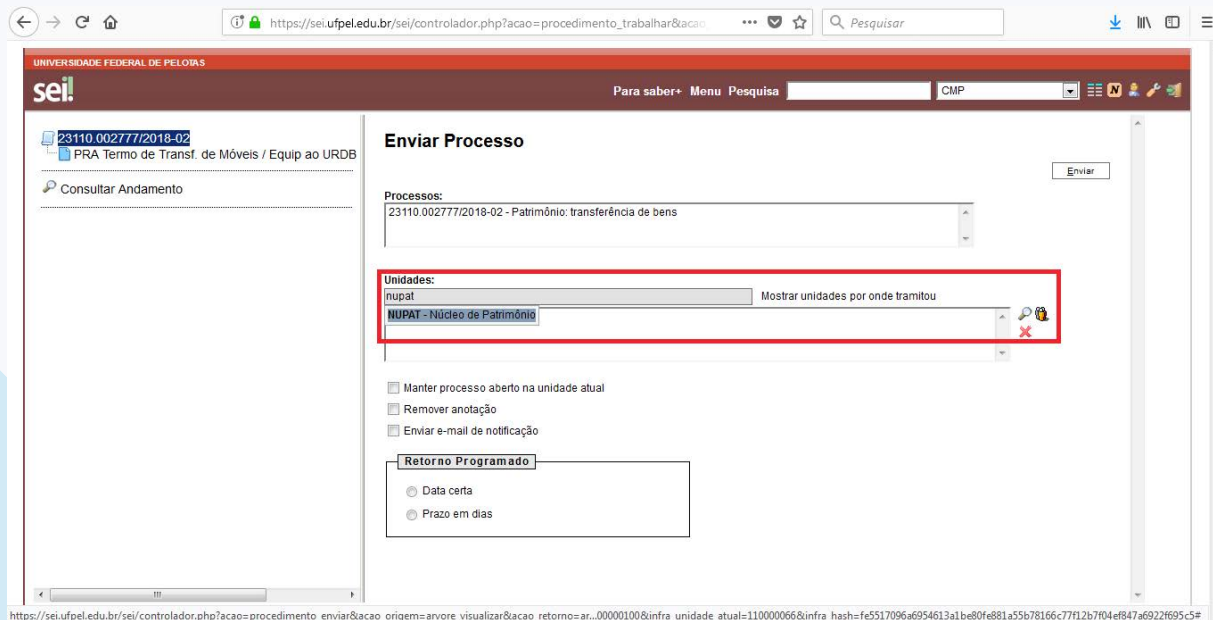 https://sei.ufpel.edu.br/sei/controlador.php?acao=procedimento_trabalhar&acao
Pesquisar
UNIVERSIDADE FEDERAL DE PELOTAS
sei!
Para saber+ Menu Pesquisa
CMP
N
23110.002777/2018-02
PRA Termo de Transf. de Móveis / Equip ao URDB
Consultar Andamento
Enviar Processo
Enviar
Processos:
23110.002777/2018-02 - Patrimônio: transferência de bens
Unidades:
nupat
Mostrar unidades por onde tramitou
NUPAT - Núcleo de Patrimônio
Manter processo aberto na unidade atual
Remover anotação
Enviar e-mail de notificação
Retorno Programado
Data certa
Prazo em dias
https://sei.ufpel.edu.br/sei/controlador.php?acao=procedimento_enviar&acao_origem=arvore_visualizar&acao_retorno=ar...00000100&infra_unidade_atual=110000066&infra_hash=fe5517096a6954613a1be80fe881a55b78166c77f12b7f04ef847a6922f695c5#